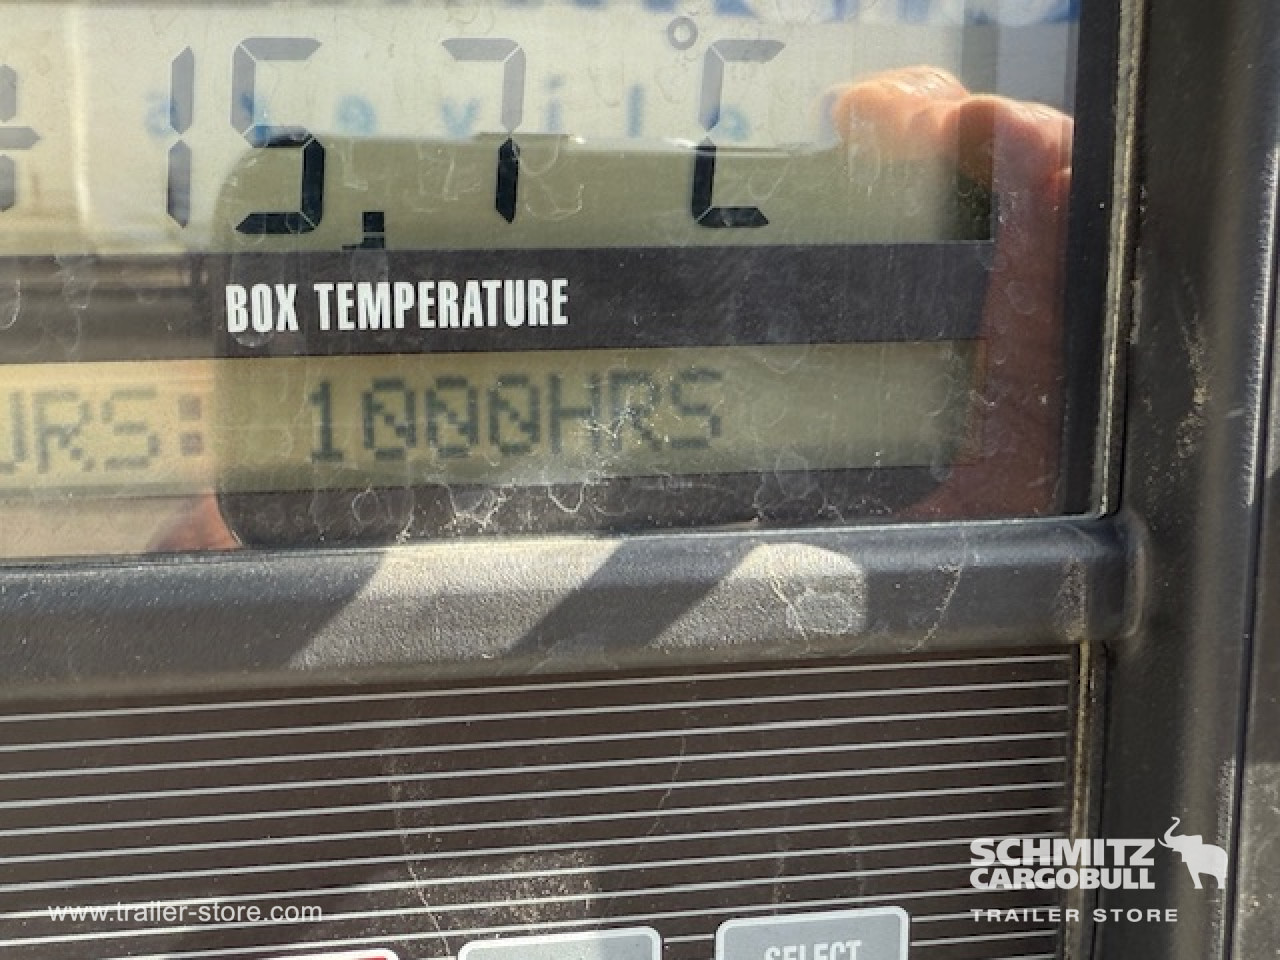 15.7 °C
BOX TEMPERATURE
URS: 1000HRS
SCHMITZ
CARGOBULL
www.trailer-store.com
TRAILER STORE
SELECT